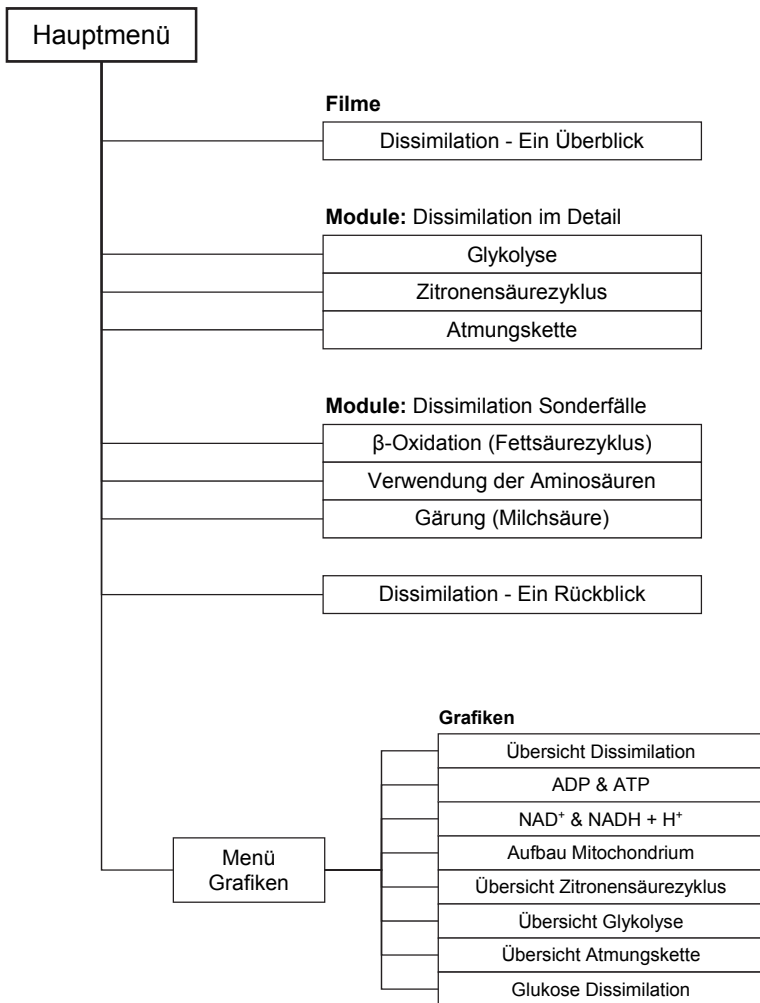 Hauptmenü
Filme
Dissimilation - Ein Überblick
Module: Dissimilation im Detail
Glykolyse
Zitronensäurezyklus
Atmungskette
Module: Dissimilation Sonderfälle
β-Oxidation (Fettsäurezyklus)
Verwendung der Aminosäuren
Gärung (Milchsäure)
Dissimilation - Ein Rückblick
Grafiken
Übersicht Dissimilation
ADP & ATP
NAD⁺ & NADH + H⁺
Aufbau Mitochondrium
Übersicht Zitronensäurezyklus
Übersicht Glykolyse
Übersicht Atmungskette
Glukose Dissimilation
Menü
Grafiken